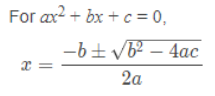 For ax² + bx + c = 0,
x = −b ± √b² − 4ac / 2a